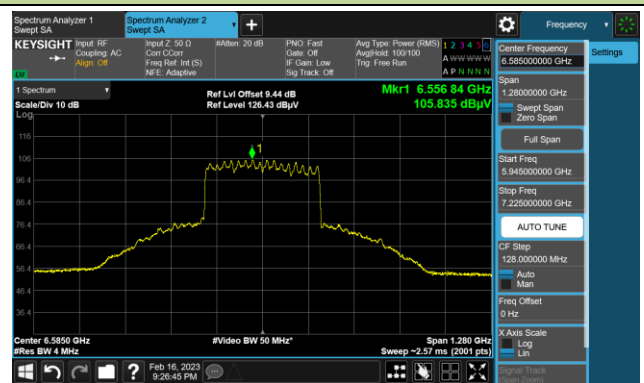 Spectrum Analyzer 1
Swept SA
Spectrum Analyzer 2
Swept SA
+
Frequency
KEYSIGHT
Input: RF
Coupling: AC
Align: Off
Input Z: 50 Ω
Corr CCorr
Freq Ref: Int (S)
NFE: Adaptive
#Atten: 20 dB
PNO: Fast
Gate: Off
IF Gain: Low
Sig Track: Off
Avg Type: Power (RMS)
Avg|Hold: 100/100
Trig: Free Run
1 2 3 4 5 6
A W W W W W
A P N N N N
LXI
1 Spectrum
Scale/Div 10 dB
Log
Ref Lvl Offset 9.44 dB
Ref Level 126.43 dBµV
Mkr1 6.556 84 GHz
105.835 dBµV
116
106
96.4
86.4
76.4
66.4
56.4
46.4
36.4
1
Center 6.5850 GHz
#Res BW 4 MHz
#Video BW 50 MHz*
Span 1.280 GHz
Sweep ~2.57 ms (2001 pts)
Feb 16, 2023
9:26:45 PM
Center Frequency
6.585000000 GHz
Settings
Span
1.28000000 GHz
Swept Span
Zero Span
Full Span
Start Freq
5.945000000 GHz
Stop Freq
7.225000000 GHz
AUTO TUNE
CF Step
128.000000 MHz
Auto
Man
Freq Offset
0 Hz
X Axis Scale
Log
Lin
Signal Track
(Span Zoom)